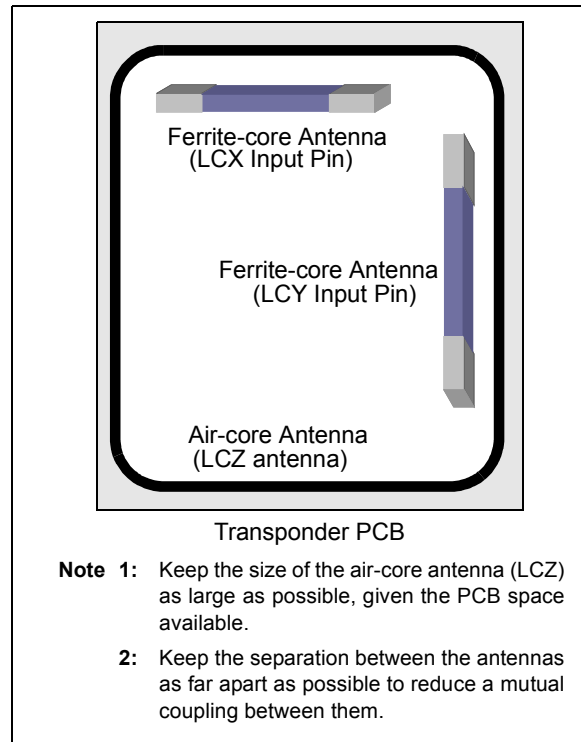 Ferrite-core Antenna
(LCX Input Pin)
Ferrite-core Antenna
(LCY Input Pin)
Air-core Antenna
(LCZ antenna)
Transponder PCB
Note 1: Keep the size of the air-core antenna (LCZ)
as large as possible, given the PCB space
available.
2: Keep the separation between the antennas
as far apart as possible to reduce a mutual
coupling between them.